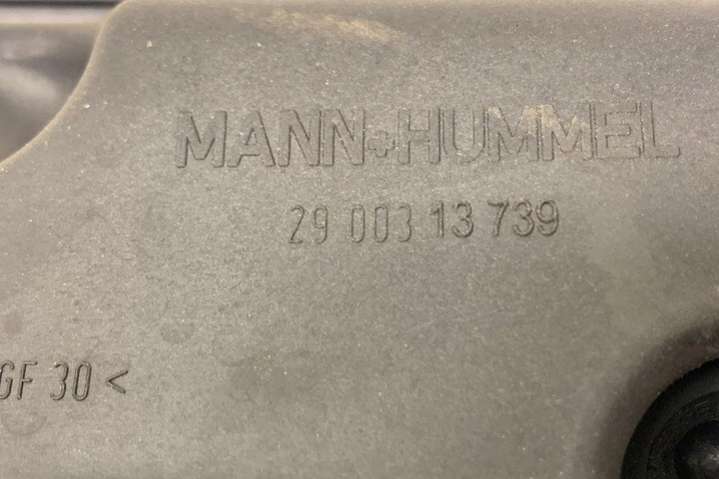 MANN+HUMMEL
29 003 13 739
GF 30 <